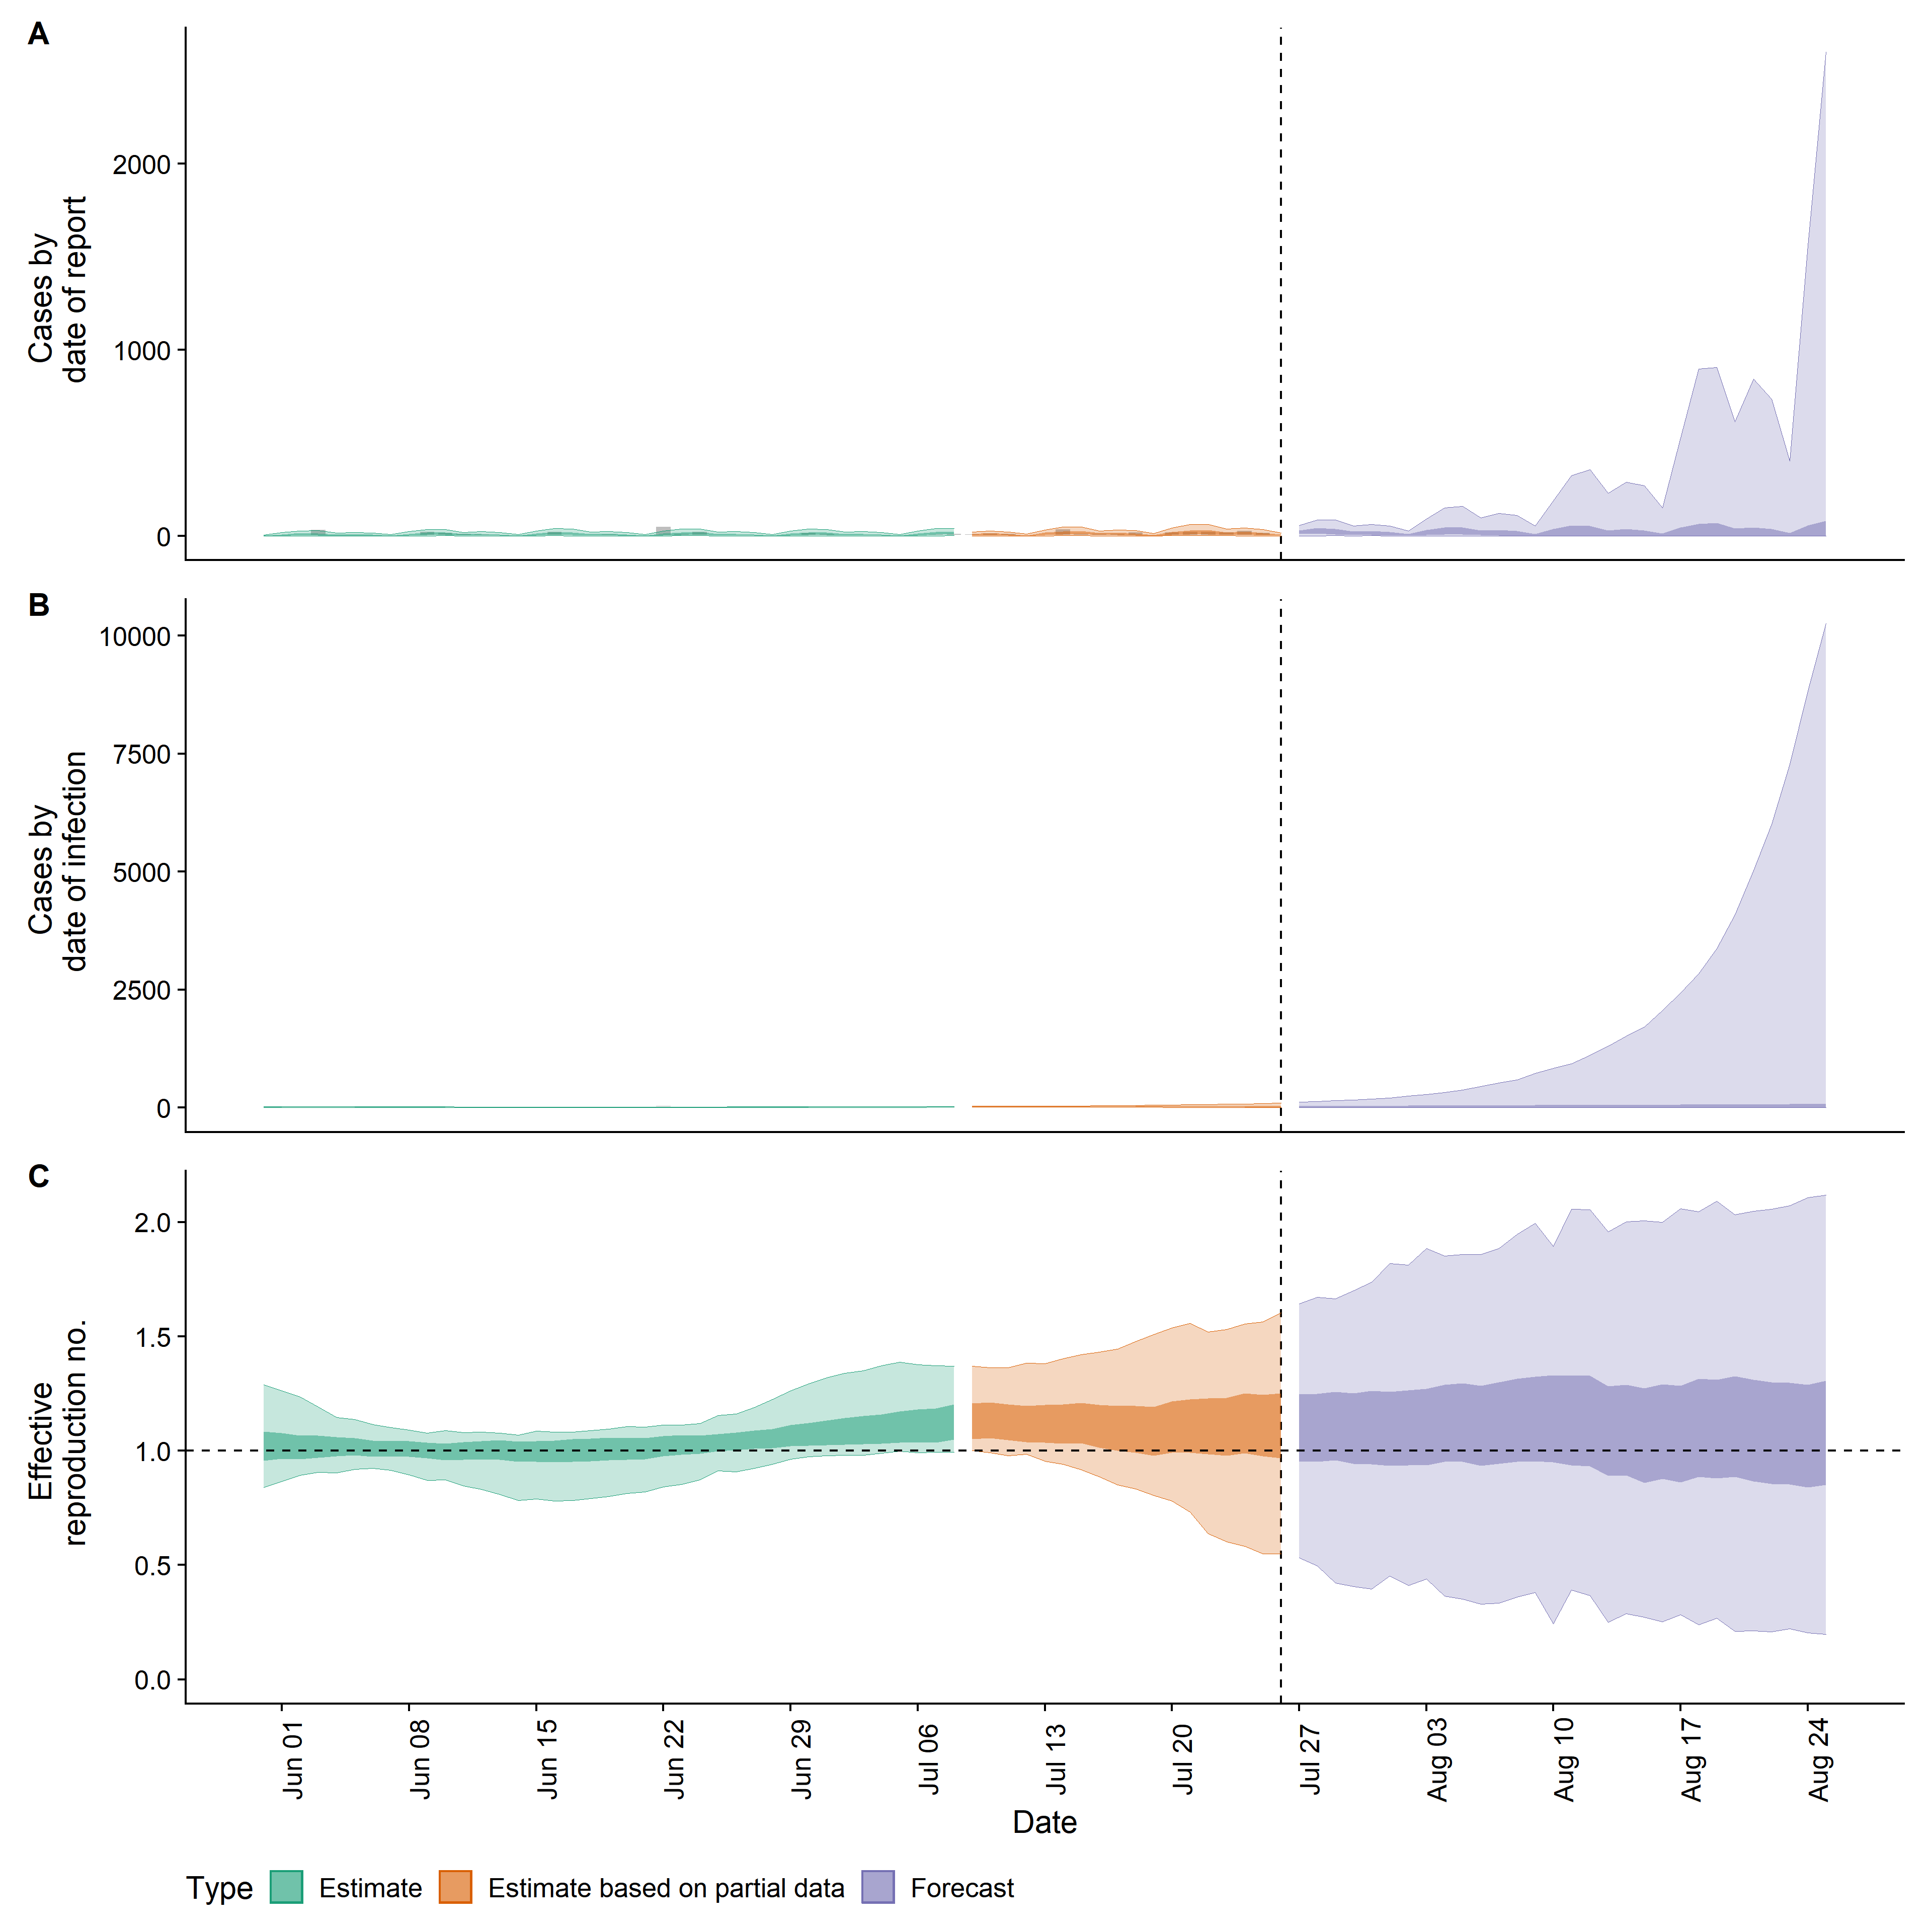 A
Cases by
date of report
2000
1000
0
B
Cases by
date of infection
10000
7500
5000
2500
0
C
Effective
reproduction no.
2.0
1.5
1.0
0.5
0.0
Jun 01
Jun 08
Jun 15
Jun 22
Jun 29
Jul 06
Jul 13
Jul 20
Jul 27
Aug 03
Aug 10
Aug 17
Aug 24
Date
Type Estimate Estimate based on partial data Forecast